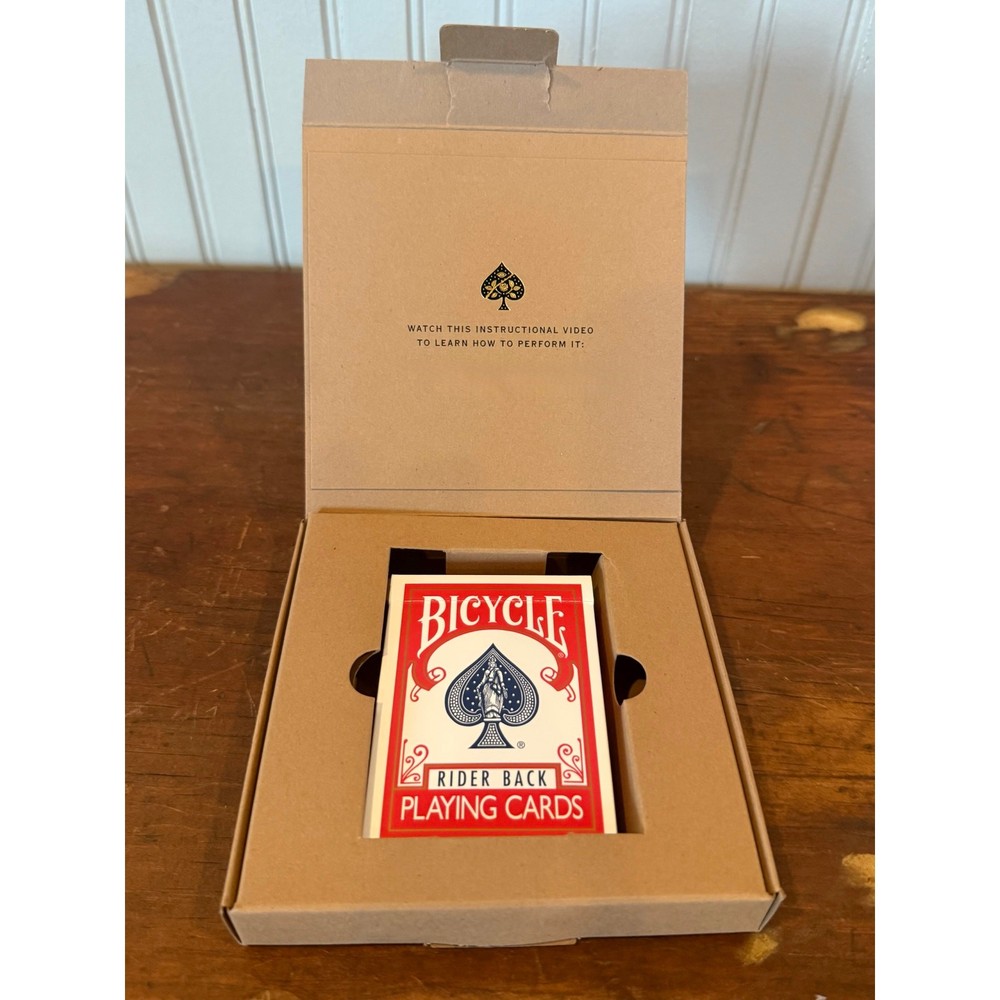 WATCH THIS INSTRUCTIONAL VIDEO
TO LEARN HOW TO PERFORM IT:
BICYCLE
®
®
RIDER BACK
PLAYING CARDS